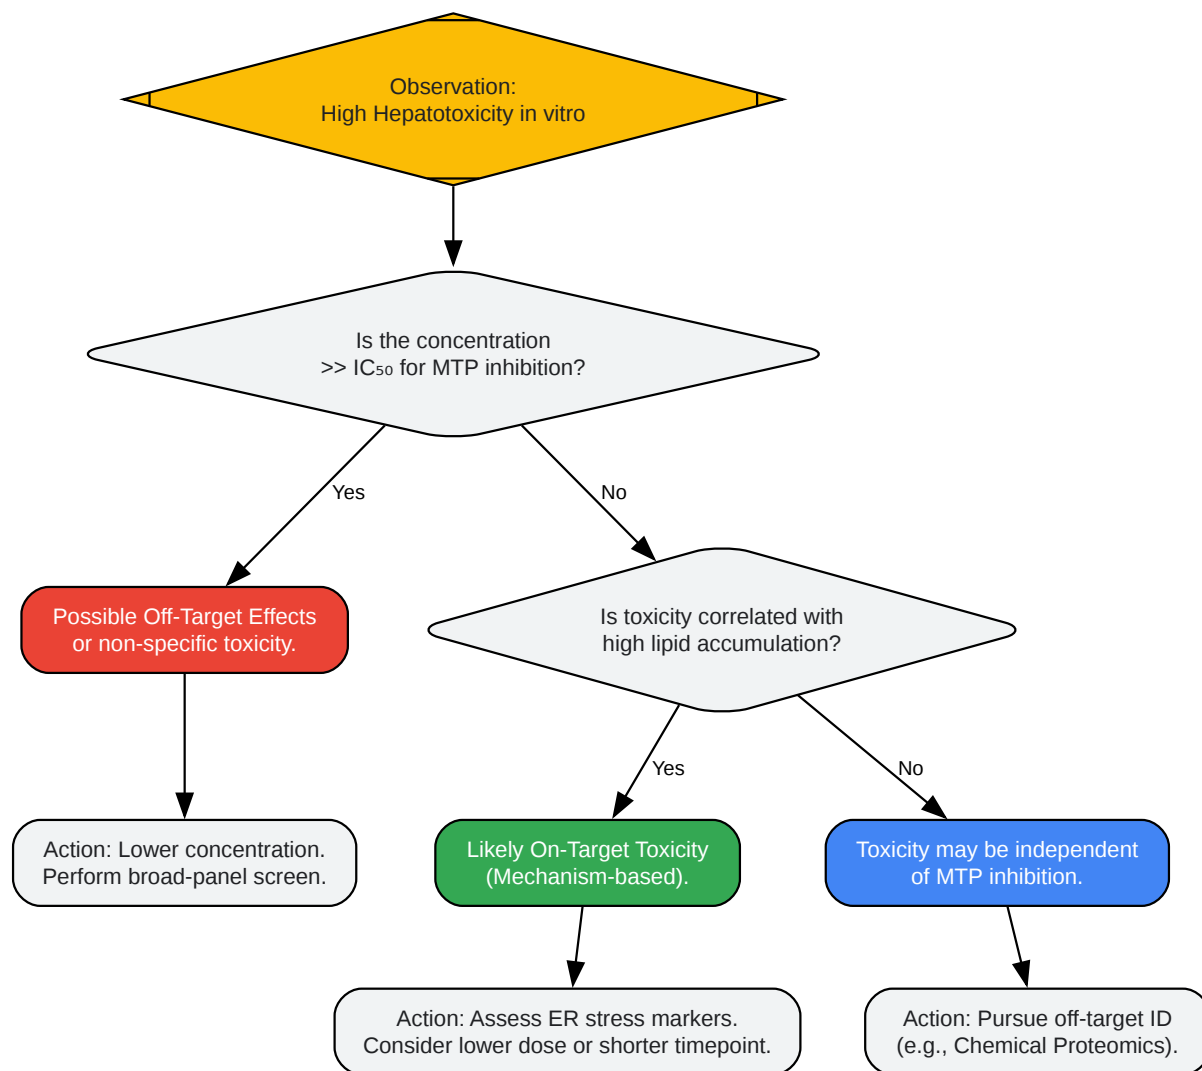 Observation:
High Hepatotoxicity in vitro
Is the concentration
>> IC₅₀ for MTP inhibition?
Yes
No
Possible Off-Target Effects
or non-specific toxicity.
Is toxicity correlated with
high lipid accumulation?
Yes
No
Action: Lower concentration.
Perform broad-panel screen.
Likely On-Target Toxicity
(Mechanism-based).
Toxicity may be independent
of MTP inhibition.
Action: Assess ER stress markers.
Consider lower dose or shorter timepoint.
Action: Pursue off-target ID
(e.g., Chemical Proteomics).